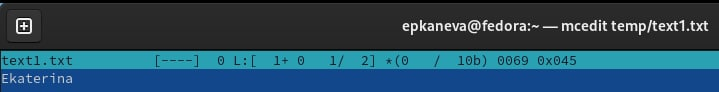 epkaneva@fedora:~ — mcedit temp/text1.txt
text1.txt          [----]  0 L:[  1+ 0   1/  2] *(0   /  10b) 0069 0x045
Ekaterina